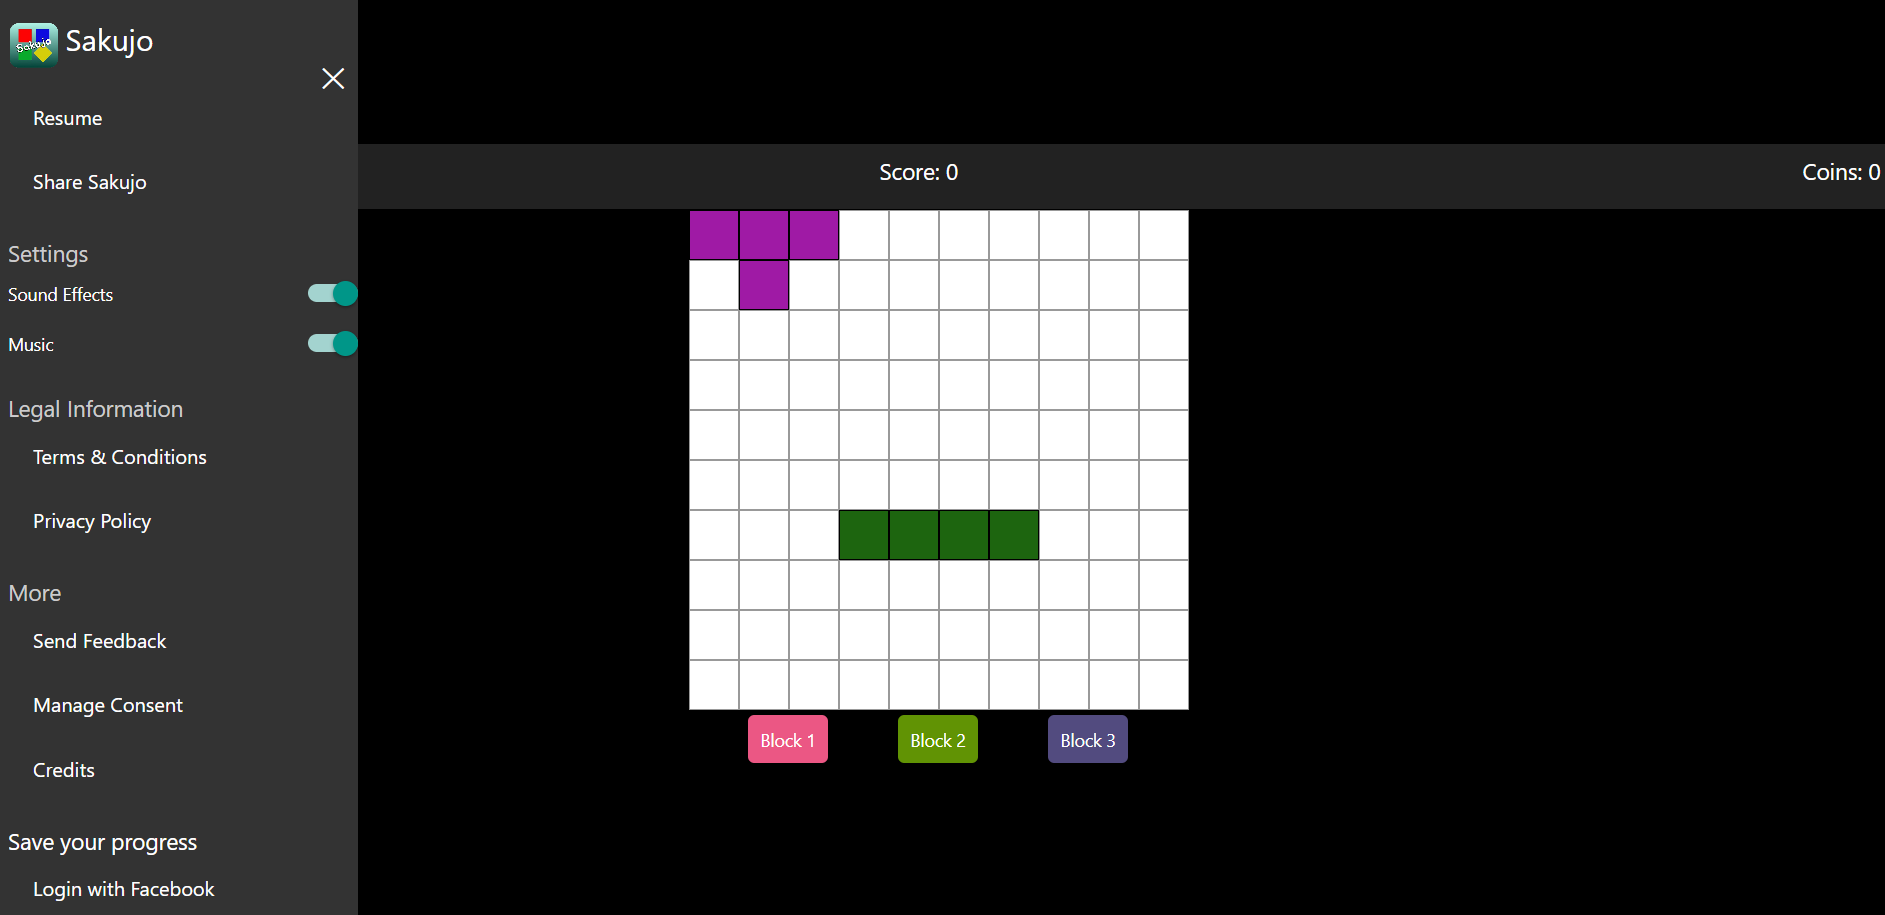 Sakujo
Sakujo
Resume
Share Sakujo
Settings
Sound Effects
Music
Legal Information
Terms & Conditions
Privacy Policy
More
Send Feedback
Manage Consent
Credits
Save your progress
Login with Facebook
Score: 0
Coins: 0
Block 1
Block 2
Block 3